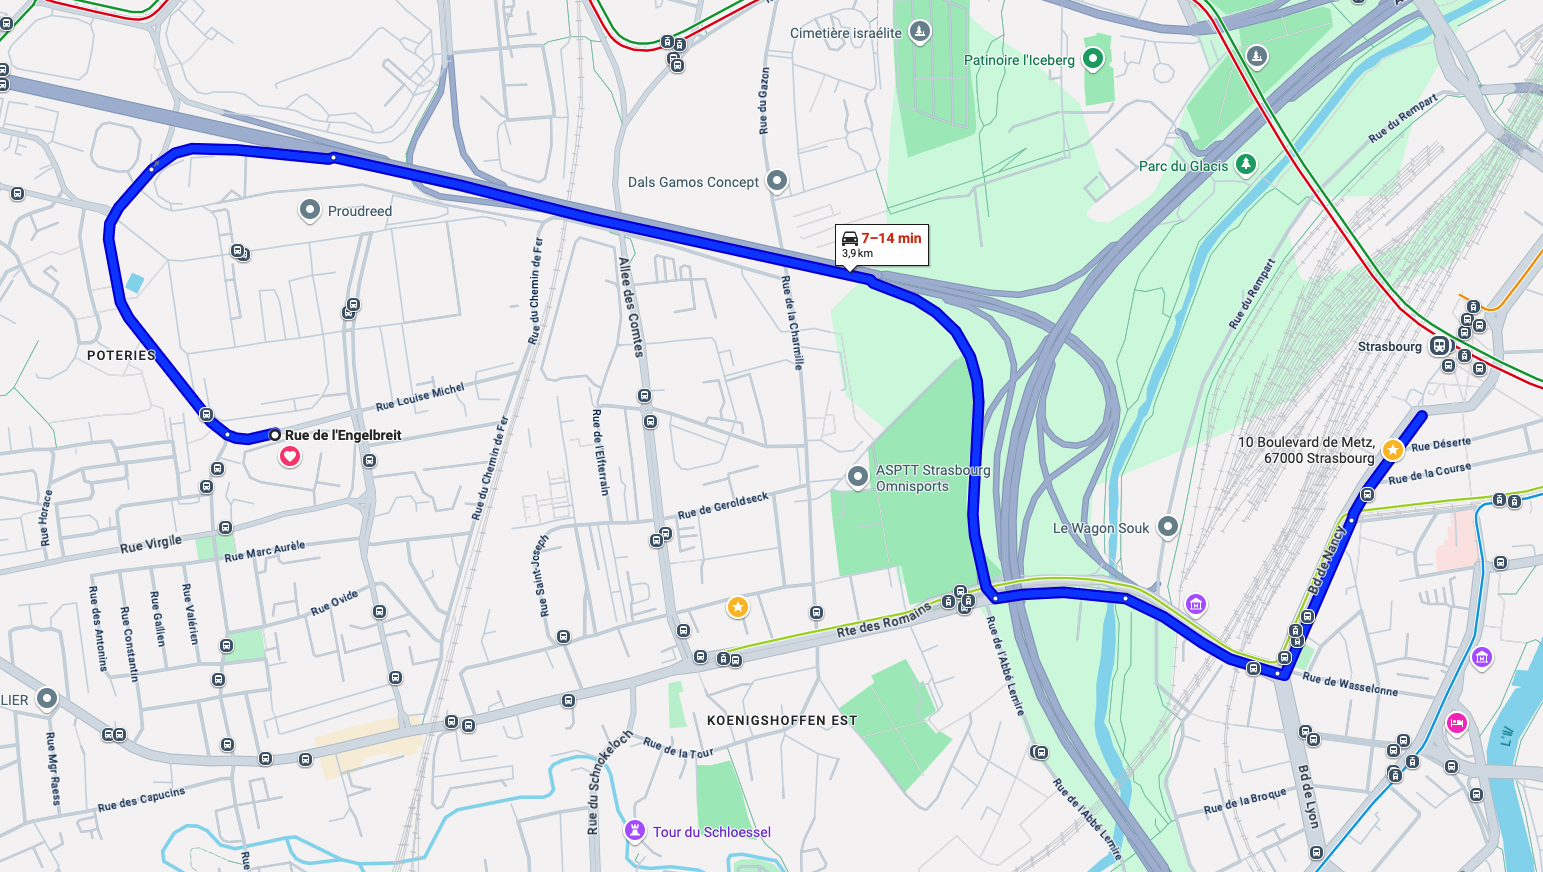 Cimetière israélite
Patinoire l'Iceberg
Rue du Gazon
Rue du Rempart
Parc du Glacis
Dals Gamos Concept
Proudreed
7–14 min
3,9 km
Rue du Chemin de Fer
Allee des Comtes
Rue de la Charmille
Rue du Rempart
Strasbourg
POTERIES
Rue Louise Michel
Rue de l'Engelbreit
Rue de l'Elfterain
Rue du Chemin de Fer
10 Boulevard de Metz,
67000 Strasbourg
Rue Déserte
Rue de la Course
ASPTT Strasbourg
Omnisports
Rue de Geroldseck
Le Wagon Souk
Rue Horace
Rue Virgile
Rue Marc Aurèle
Bd de Nancy
Rue Saint-Joseph
Rue des Antonins
Rue Constantin
Rue Gallien
Rue Valérien
Rue Ovide
Rte des Romains
Rue de l'Abbé Lemire
Rue de Wasselonne
LIER
KOENIGSHOFFEN EST
Rue de la Tour
Rue du Schnokeloch
L'Ill
Rue Mgr Raess
Rue des Capucins
Rue de l'Abbé Lemire
Rue de la Broque
Bd de Lyon
Tour du Schloessel
Rue